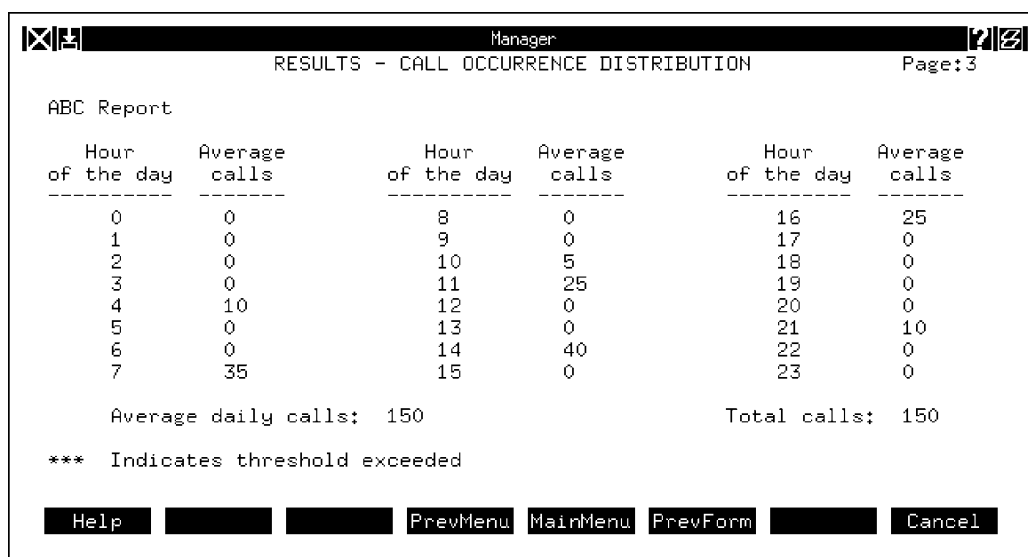 Manager ?
RESULTS - CALL OCCURRENCE DISTRIBUTION Page:3
ABC Report
Hour Average Hour Average Hour Average
of the day calls of the day calls of the day calls
---------- ------- ---------- ------- ---------- -------
0 0 8 0 16 25
1 0 9 0 17 0
2 0 10 5 18 0
3 0 11 25 19 0
4 10 12 0 20 0
5 0 13 0 21 10
6 0 14 40 22 0
7 35 15 0 23 0
Average daily calls: 150 Total calls: 150
*** Indicates threshold exceeded
Help PrevMenu MainMenu PrevForm Cancel